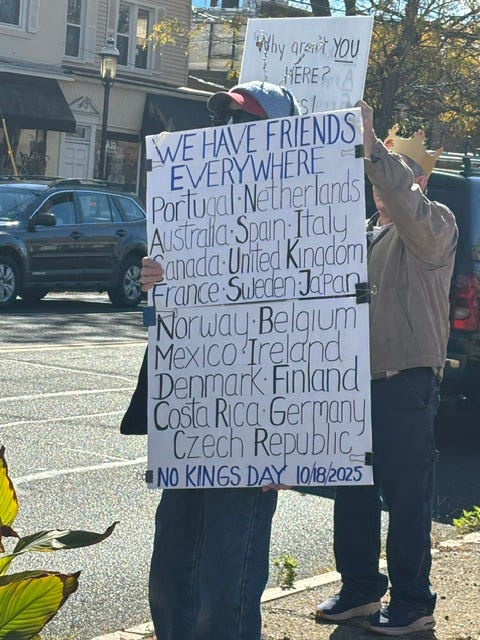 Why aren't YOU
HERE?
WE HAVE FRIENDS
EVERYWHERE
Portugal · Netherlands
Australia · Spain · Italy
Canada · United Kingdom
France · Sweden · Japan
Norway · Belgium
Mexico · Ireland
Denmark · Finland
Costa Rica · Germany
Czech Republic
NO KINGS DAY 10/18/2025